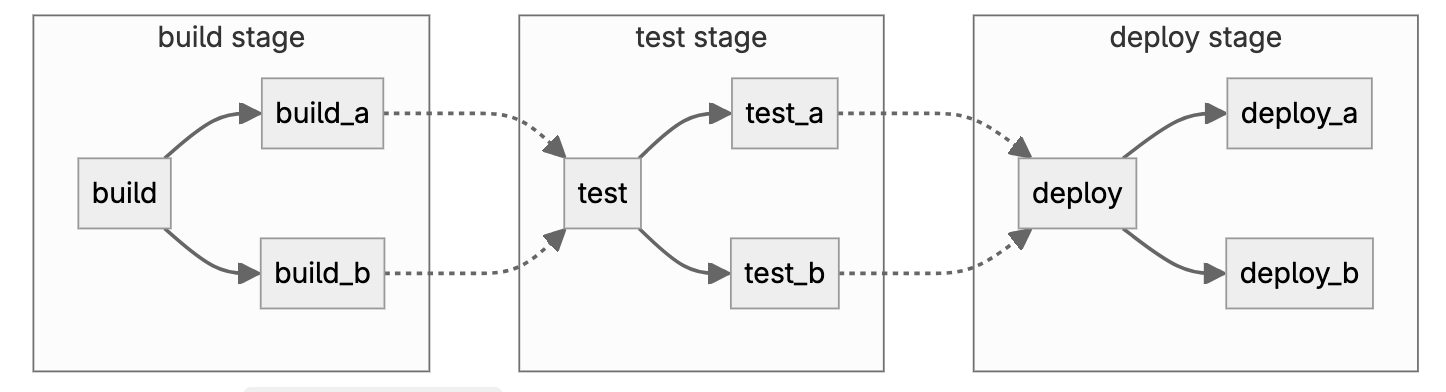 build stage
test stage
deploy stage
build_a
test_a
deploy_a
build
test
deploy
build_b
test_b
deploy_b